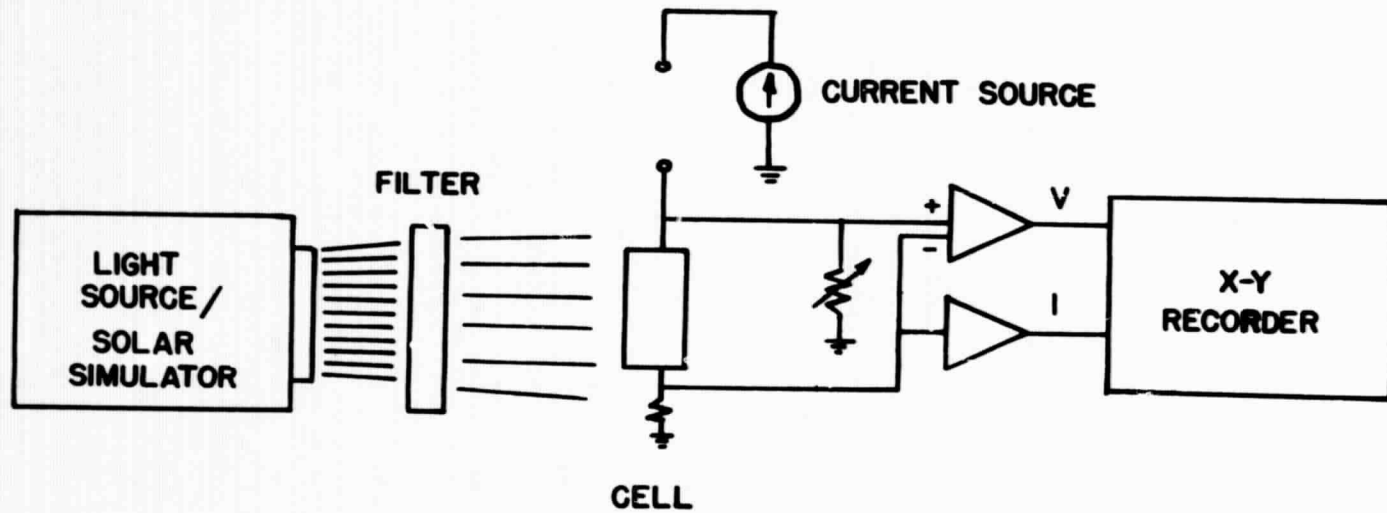 CURRENT SOURCE
FILTER
LIGHT
SOURCE/
SOLAR
SIMULATOR
+
-
V
I
X-Y
RECORDER
CELL